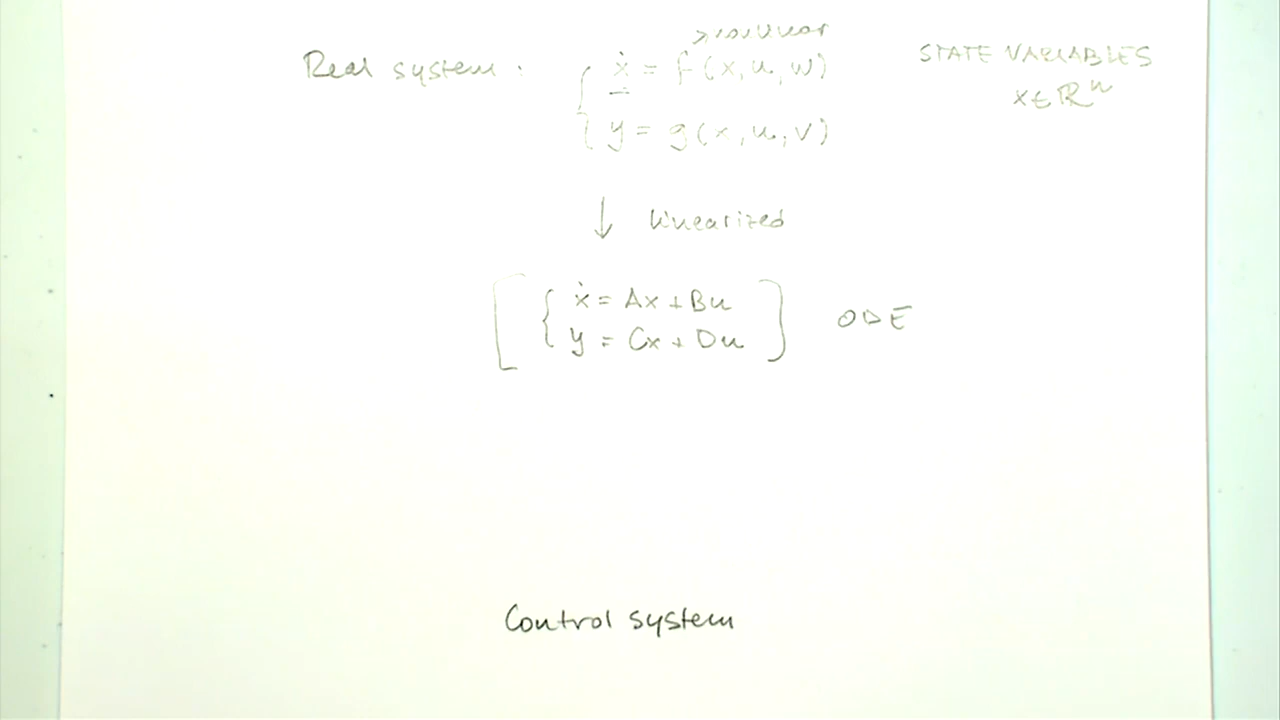 nonlinear
Real system : ẋ = f(x, u, w) STATE VARIABLES
x ∈ ℝⁿ
y = g(x, u, v)
↓ linearized
ẋ = Ax + Bu
ODE
y = Cx + Du
Control system